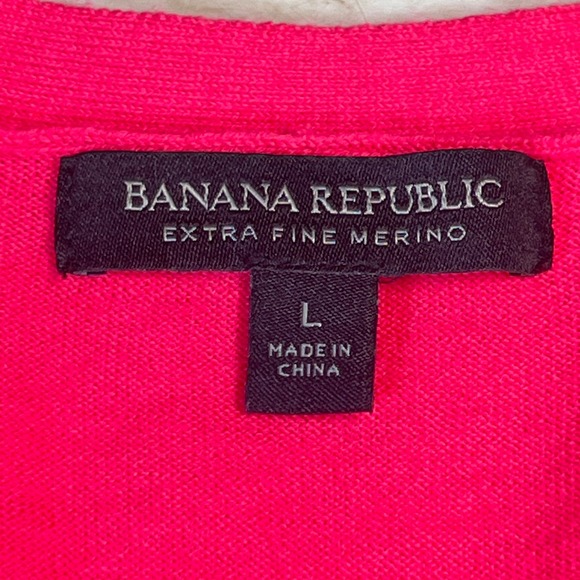 BANANA REPUBLIC
EXTRA FINE MERINO
L
MADE IN
CHINA